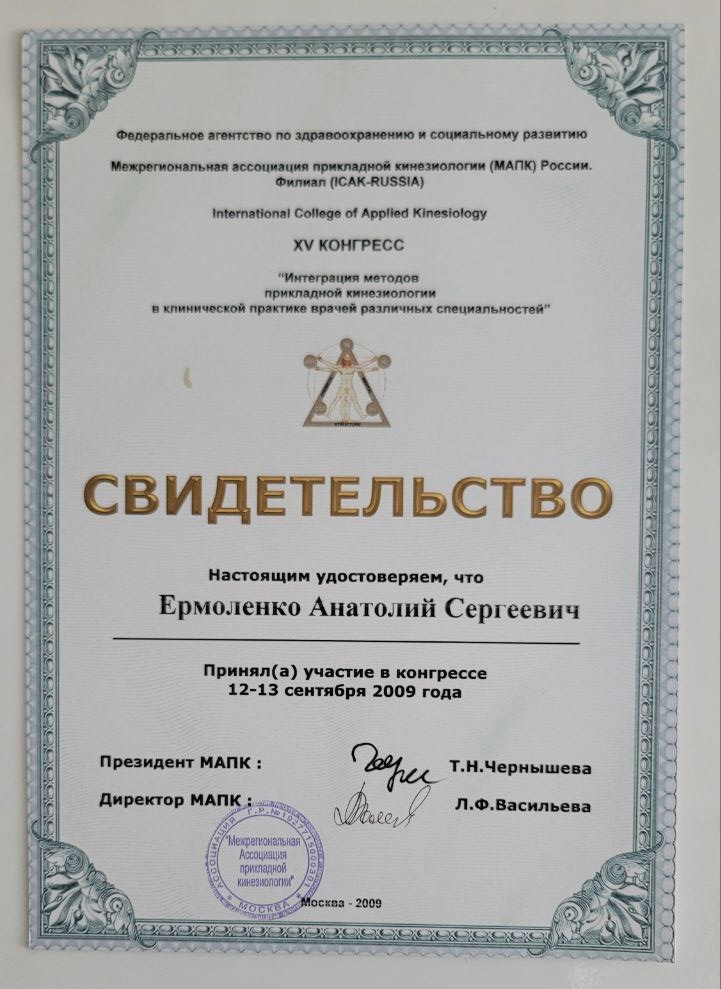 Федеральное агентство по здравоохранению и социальному развитию
Межрегиональная ассоциация прикладной кинезиологии (МАПК) России.
Филиал (ICAK-RUSSIA)
International College of Applied Kinesiology
XV КОНГРЕСС
"Интеграция методов
прикладной кинезиологии
в клинической практике врачей различных специальностей"
СВИДЕТЕЛЬСТВО
Настоящим удостоверяем, что
Ермоленко Анатолий Сергеевич
Принял(а) участие в конгрессе
12-13 сентября 2009 года
Президент МАПК : Т.Н.Чернышева
Директор МАПК : Л.Ф.Васильева
"Межрегиональная
Ассоциация
прикладной
кинезиологии"
МОСКВА
Москва - 2009